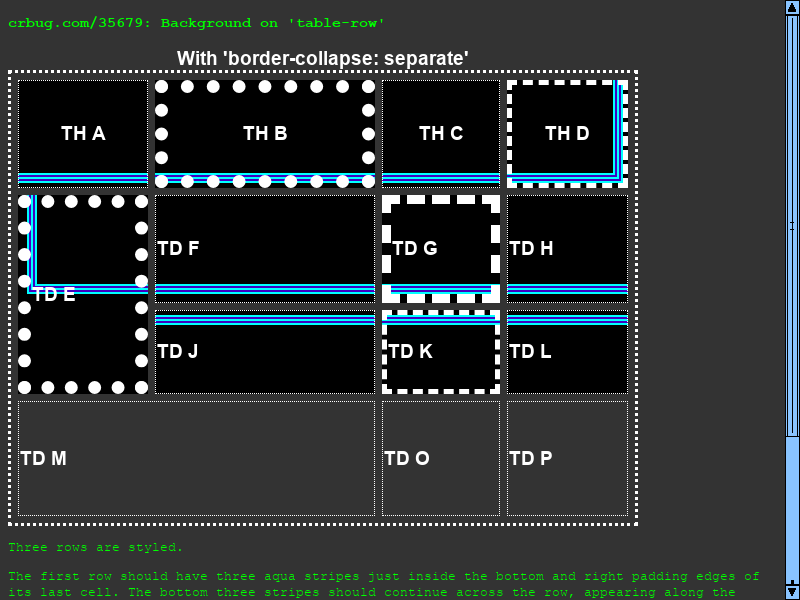 crbug.com/35679: Background on 'table-row'
With 'border-collapse: separate'
TH A TH B TH C TH D
TD E TD F TD G TD H
TD J TD K TD L
TD M TD O TD P
Three rows are styled.
The first row should have three aqua stripes just inside the bottom and right padding edges of
its last cell. The bottom three stripes should continue across the row, appearing along the